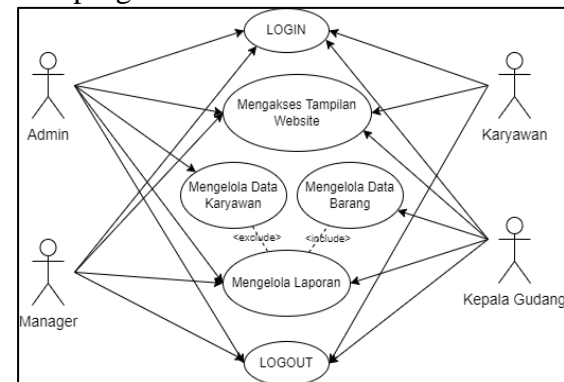 LOGIN
Admin
Mengakses Tampilan
Website
Karyawan
Mengelola Data
Karyawan
Mengelola Data
Barang
<exclude>
<include>
Manager
Mengelola Laporan
Kepala Gudang
LOGOUT